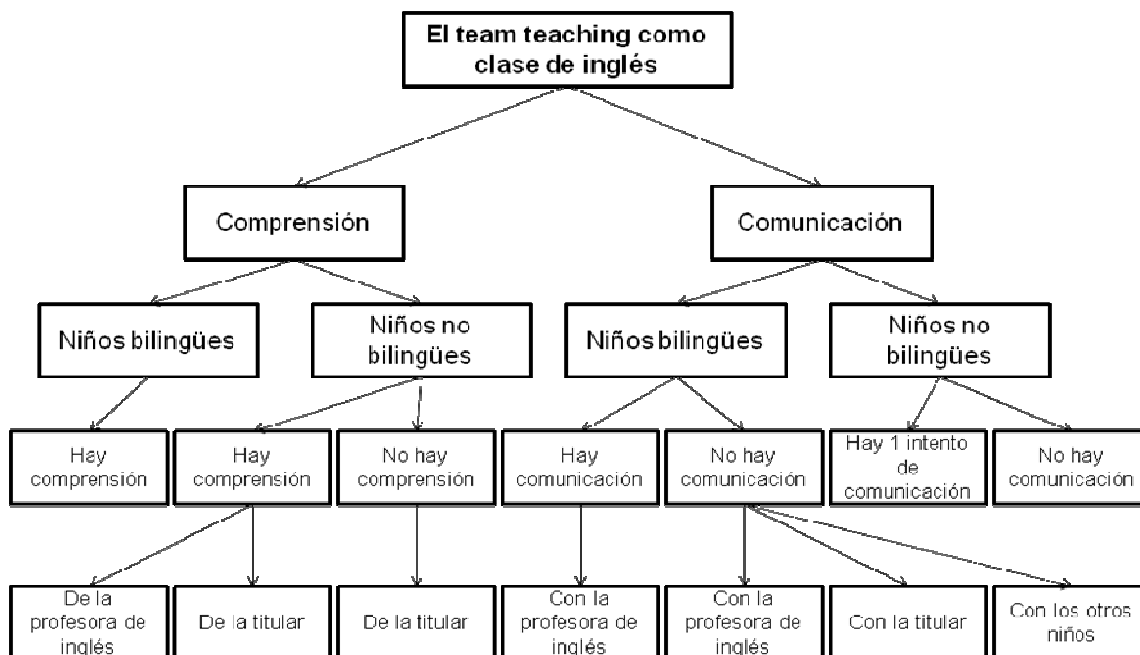 El team teaching como
clase de inglés
Comprensión
Comunicación
Niños bilingües
Niños no
bilingües
Niños bilingües
Niños no
bilingües
Hay
comprensión
Hay
comprensión
No hay
comprensión
Hay
comunicación
No hay
comunicación
Hay 1 intento
de
comunicación
No hay
comunicación
De la
profesora de
inglés
De la titular
De la titular
Con la
profesora de
inglés
Con la
profesora de
inglés
Con la titular
Con los otros
niños